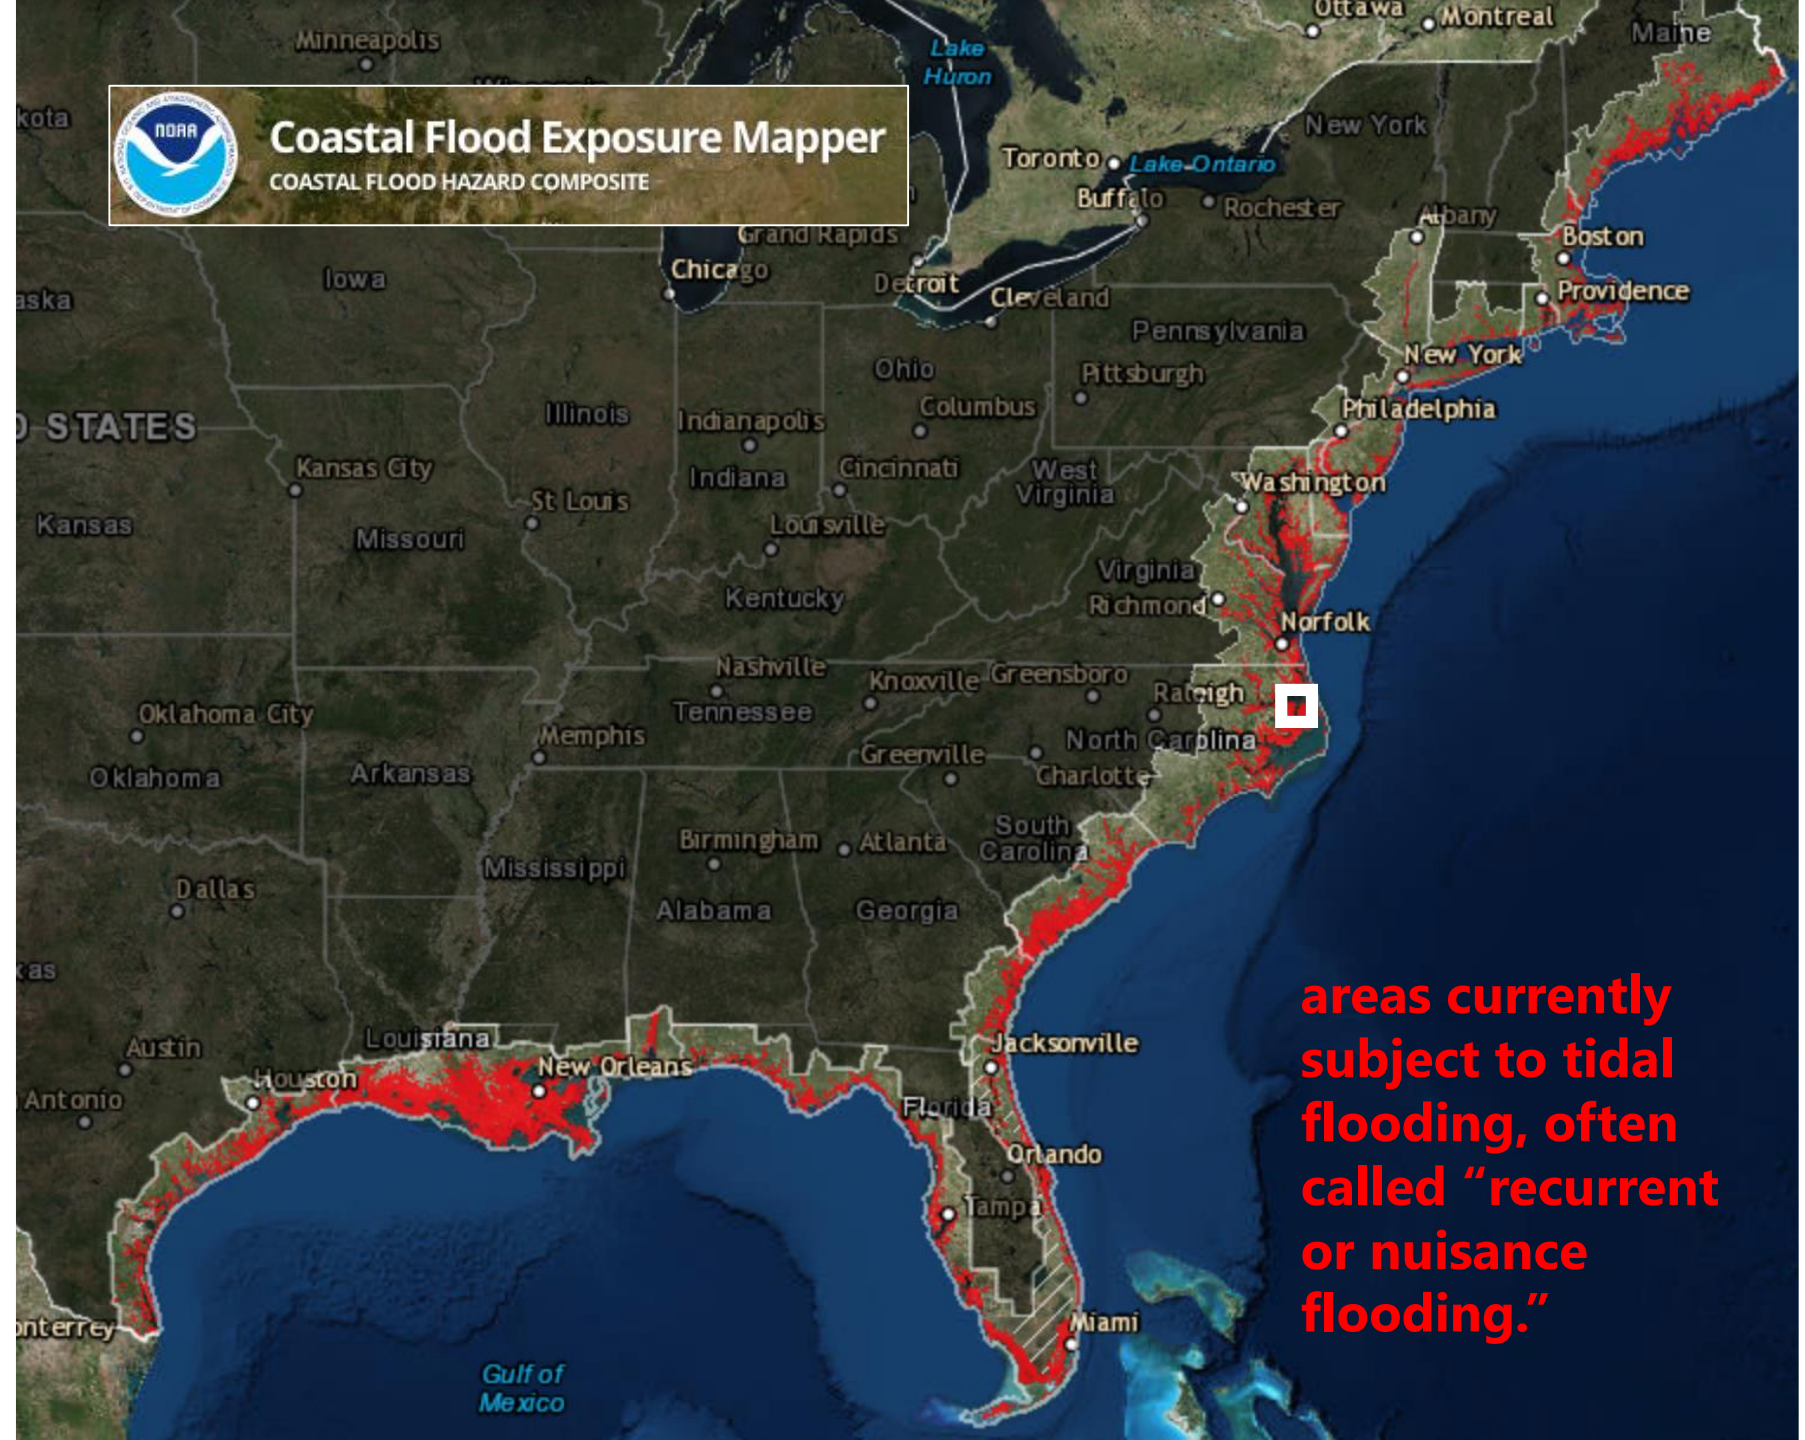 Ottawa
Montreal
Maine
Minneapolis
Lake
Huron
kota
NOAA
Coastal Flood Exposure Mapper
COASTAL FLOOD HAZARD COMPOSITE
New York
Toronto
Lake Ontario
Buffalo
Rochester
Albany
Grand Rapids
Boston
Chicago
Iowa
Detroit
Cleveland
Providence
aska
Pennsylvania
New York
Ohio
Pittsburgh
Illinois
Indianapolis
Columbus
Philadelphia
D STATES
Kansas City
Indiana
Cincinnati
West
Virginia
Washington
St Louis
Kansas
Missouri
Louisville
Virginia
Kentucky
Richmond
Norfolk
Nashville
Knoxville
Greensboro
Raleigh
Oklahoma City
Tennessee
Memphis
North Carolina
Greenville
Oklahoma
Arkansas
Charlotte
South
Carolina
Birmingham
Atlanta
Mississippi
Dallas
Alabama
Georgia
xas
areas currently
subject to tidal
flooding, often
called “recurrent
or nuisance
flooding.”
Louisiana
Austin
Jacksonville
Houston
New Orleans
Antonio
Florida
Orlando
Tampa
Miami
onterrey
Gulf of
Mexico